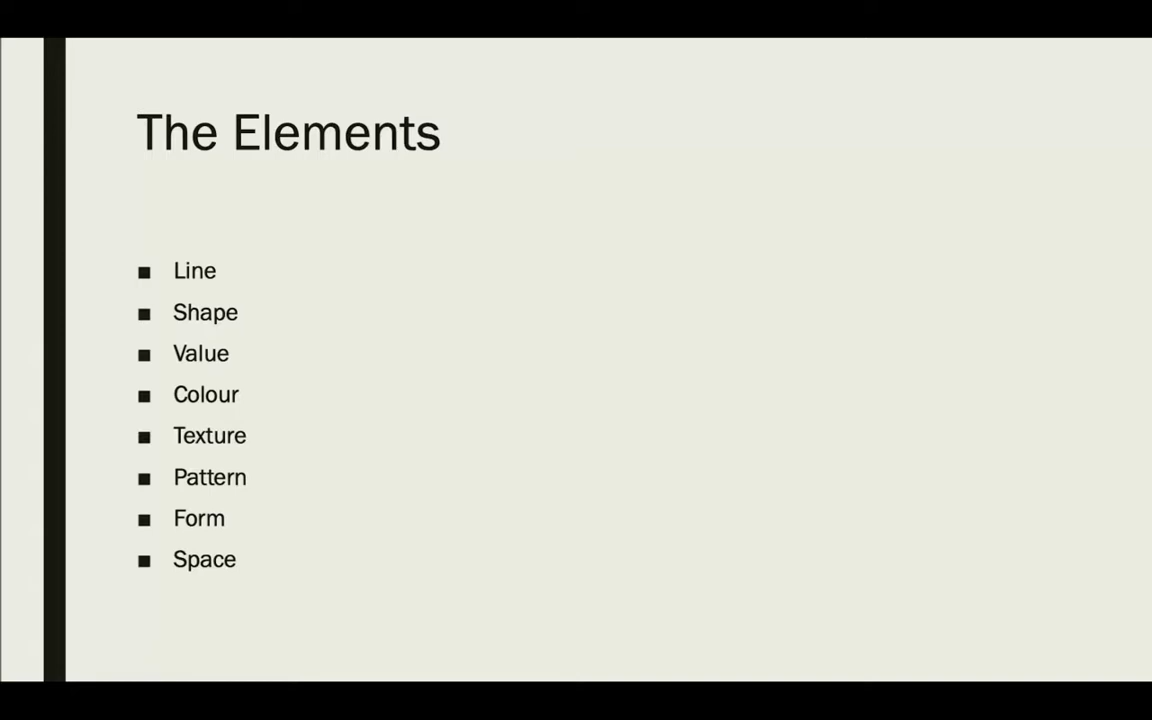 The Elements
Line
Shape
Value
Colour
Texture
Pattern
Form
Space